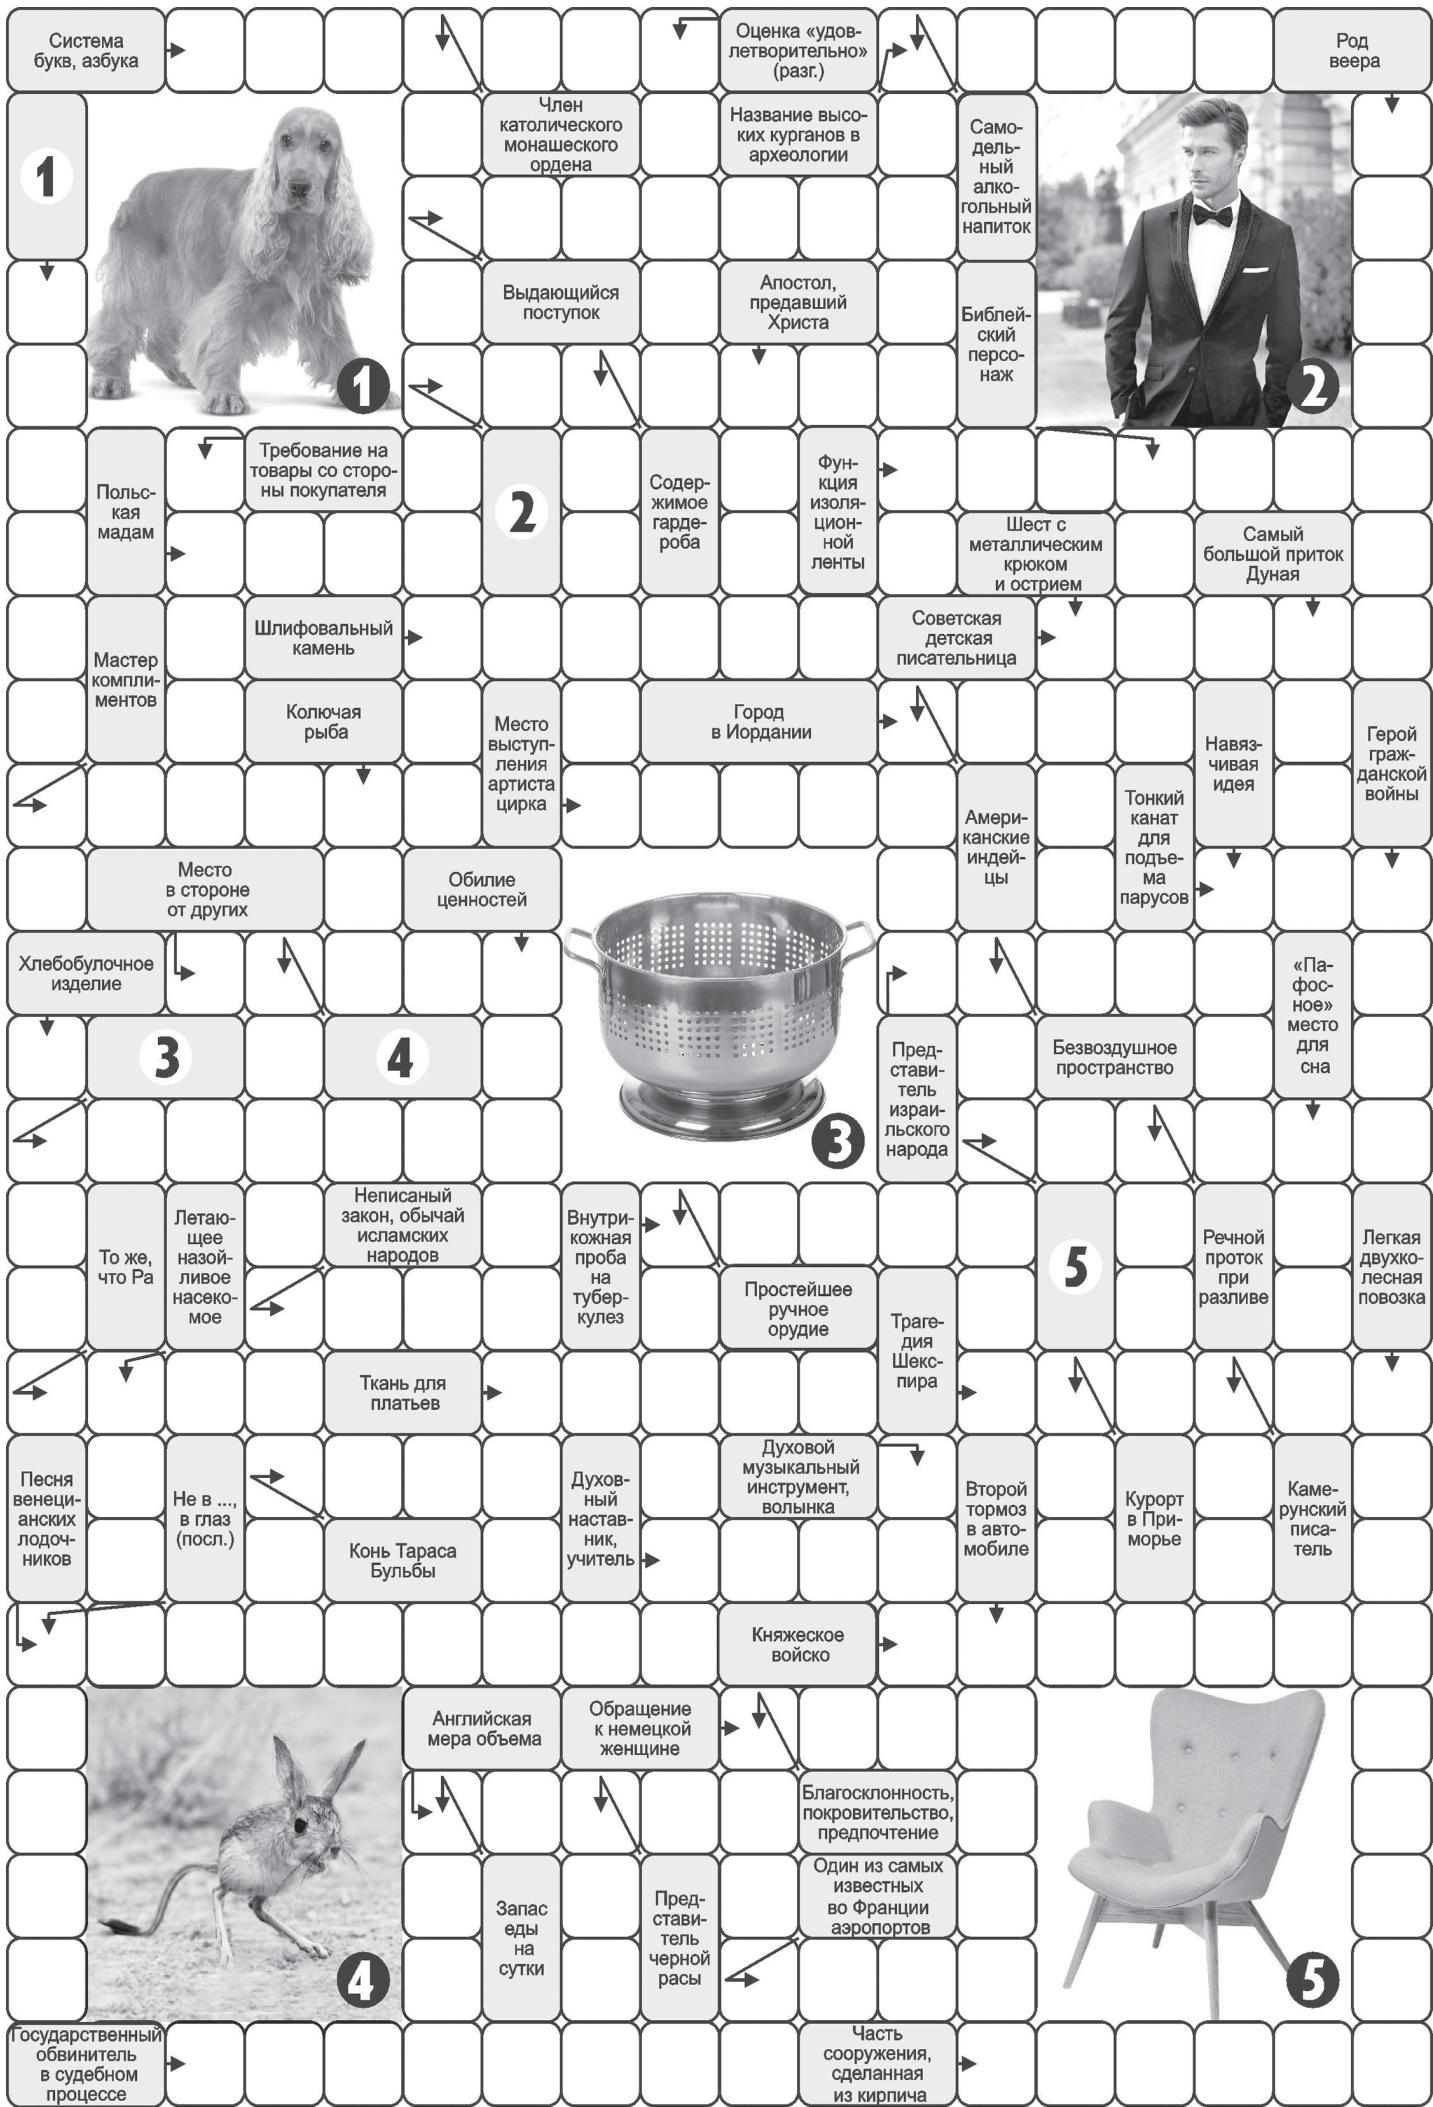 Система
букв, азбука
Оценка «удов-
летворительно»
(разг.)
Род
веера
1
Член
католического
монашеского
ордена
Название высо-
ких курганов в
археологии
Само-
дель-
ный
алко-
гольный
напиток
Выдающийся
поступок
Апостол,
предавший
Христа
Библей-
ский
персо-
наж
1
2
Поль-
ская
мадам
Требование на
товары со сторо-
ны покупателя
2
Содер-
жимое
гарде-
роба
Фун-
кция
изоля-
цион-
ной
ленты
Шест с
металлическим
крюком
и острием
Самый
большой приток
Дуная
Мастер
компли-
ментов
Шлифовальный
камень
Советская
детская
писательница
Колючая
рыба
Место
выступ-
ления
артиста
цирка
Город
в Иордании
Навяз-
чивая
идея
Герой
граж-
данской
войны
Амери-
канские
индей-
цы
Тонкий
канат
для
подъе-
ма
парусов
Место
в стороне
от других
Обилие
ценностей
Хлебобулочное
изделие
«Па-
фос-
ное»
место
для
сна
3
4
Пред-
стави-
тель
израи-
льского
народа
Безвоздушное
пространство
3
То же,
что Ра
Летаю-
щее
назой-
ливое
насеко-
мое
Неписаный
закон, обычай
исламских
народов
Внутри-
кожная
проба
на
тубер-
кулез
5
Речной
проток
при
разливе
Легкая
двухко-
лесная
повозка
Простейшее
ручное
орудие
Траге-
дия
Шекс-
пира
Ткань для
платьев
Песня
венеци-
анских
лодоч-
ников
Не в ...,
в глаз
(посл.)
Духов-
ный
настав-
ник,
учитель
Духовой
музыкальный
инструмент,
волынка
Второй
тормоз
в авто-
мобиле
Курорт
в При-
морье
Каме-
рунский
писа-
тель
Конь Тараса
Бульбы
Княжеское
войско
Английская
мера объема
Обращение
к немецкой
женщине
Благосклонность,
покровительство,
предпочтение
Запас
еды
на
сутки
Пред-
стави-
тель
черной
расы
Один из самых
известных
во Франции
аэропортов
4
5
Государственный
обвинитель
в судебном
процессе
Часть
сооружения,
сделанная
из кирпича